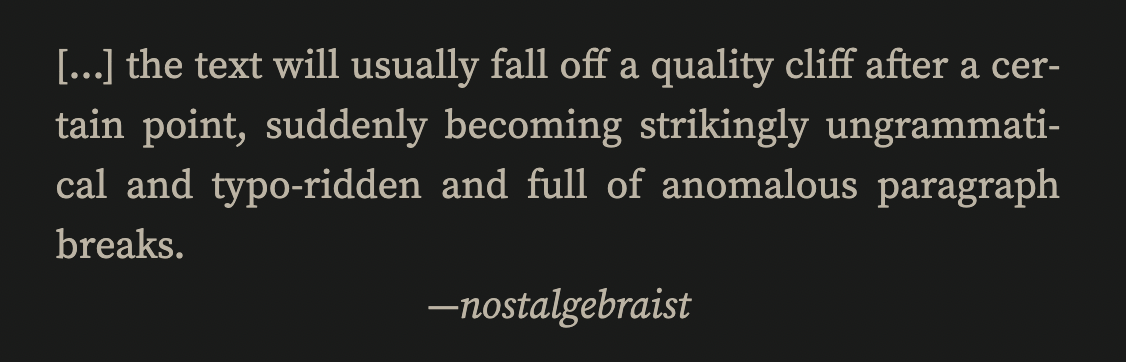 […] the text will usually fall off a quality cliff after a cer-
tain point, suddenly becoming strikingly ungrammati-
cal and typo-ridden and full of anomalous paragraph
breaks.
—nostalgebraist